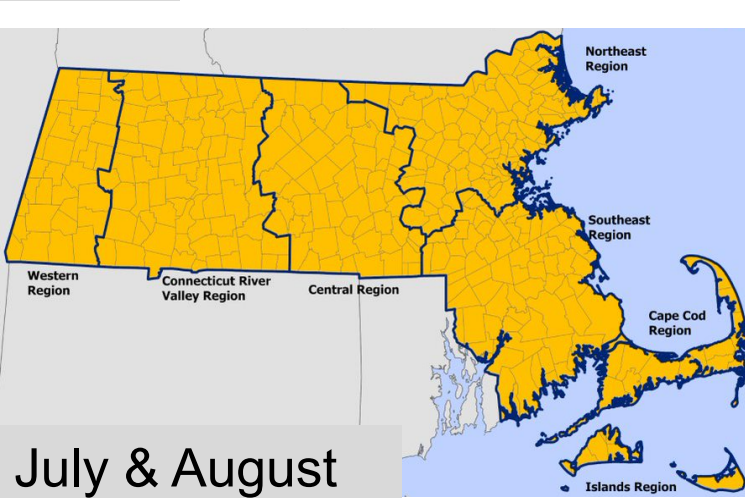 Northeast
Region
Southeast
Region
Western
Region
Connecticut River
Valley Region
Central Region
Cape Cod
Region
July & August
Islands Region